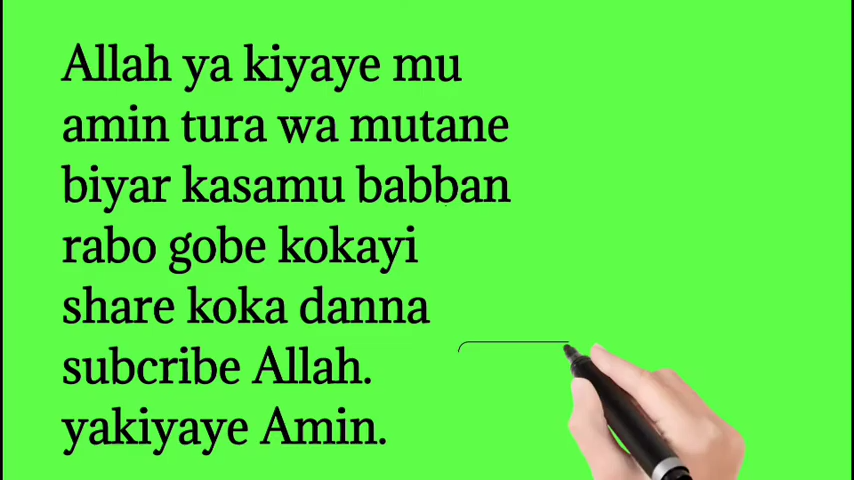 Allah ya kiyaye mu
amin tura wa mutane
biyar kasamu babban
rabo gobe kokayi
share koka danna
subcribe Allah.
yakiyaye Amin.